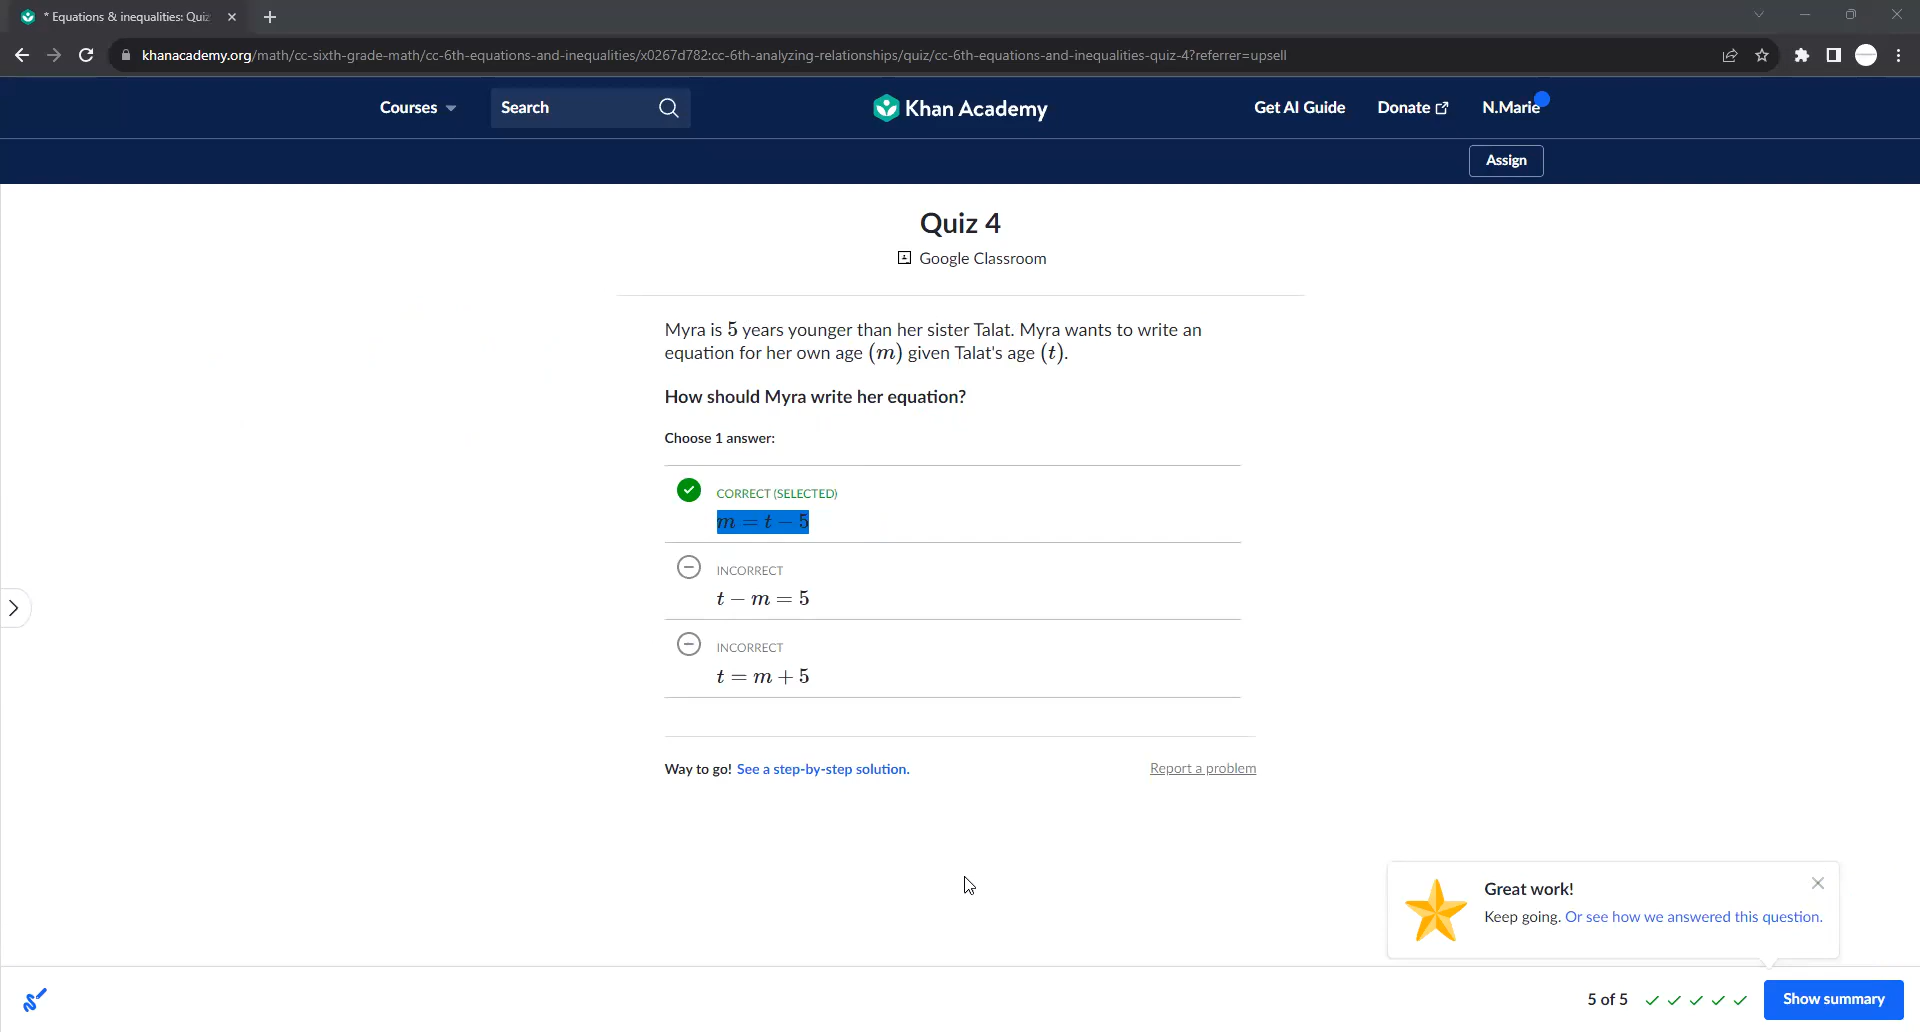 * Equations & inequalities: Quiz
khanacademy.org/math/cc-sixth-grade-math/cc-6th-equations-and-inequalities/x0267d782:cc-6th-analyzing-relationships/quiz/cc-6th-equations-and-inequalities-quiz-4?referrer=upsell
Courses Search Khan Academy Get AI Guide Donate N.Marie
Assign
Quiz 4
Google Classroom
Myra is 5 years younger than her sister Talat. Myra wants to write an
equation for her own age (m) given Talat's age (t).
How should Myra write her equation?
Choose 1 answer:
CORRECT (SELECTED)
m = t − 5
INCORRECT
t − m = 5
INCORRECT
t = m + 5
Way to go! See a step-by-step solution. Report a problem
Great work!
Keep going. Or see how we answered this question.
5 of 5 Show summary